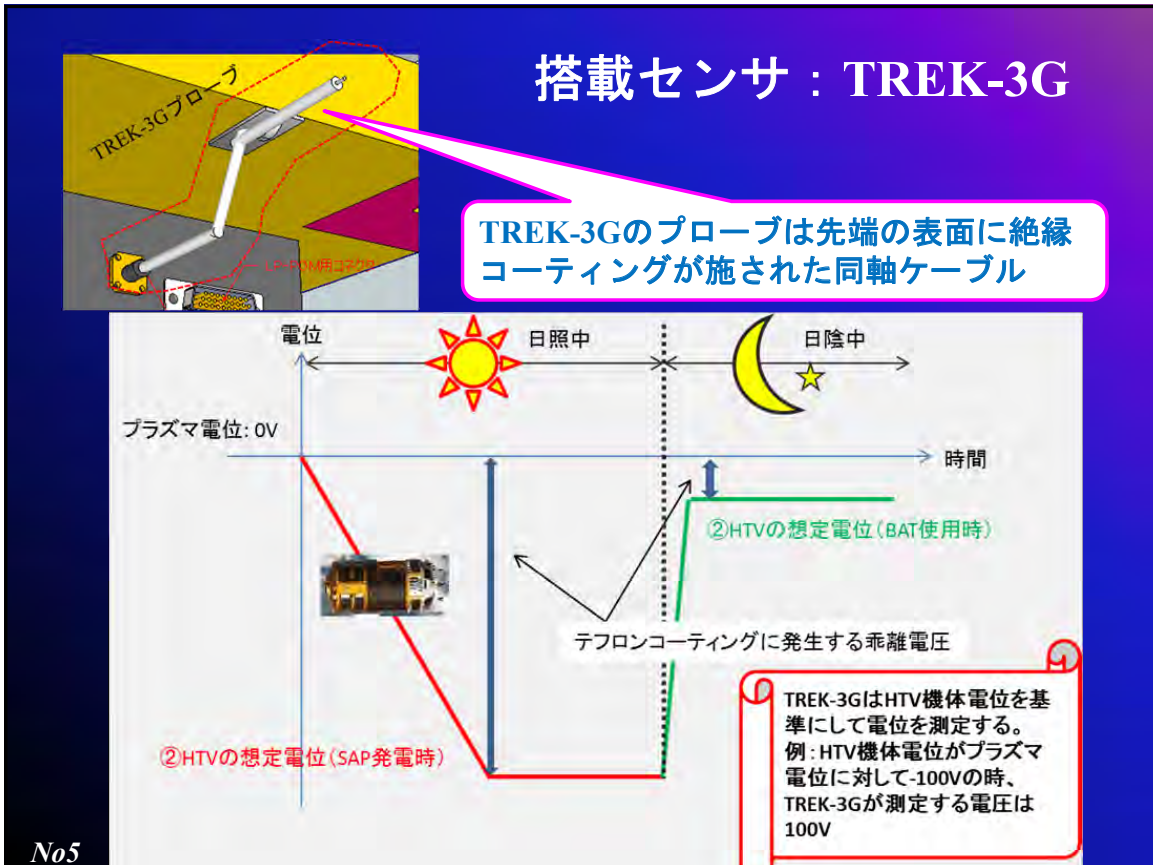 搭載センサ：TREK-3G
TREK-3Gプローブ
LP-POM用コネクタ
TREK-3Gのプローブは先端の表面に絶縁
コーティングが施された同軸ケーブル
電位
日照中
日陰中
プラズマ電位: 0V
時間
②HTVの想定電位（BAT使用時）
テフロンコーティングに発生する乖離電圧
②HTVの想定電位（SAP発電時）
TREK-3GはHTV機体電位を基
準にして電位を測定する。
例：HTV機体電位がプラズマ
電位に対して-100Vの時、
TREK-3Gが測定する電圧は
100V
No5